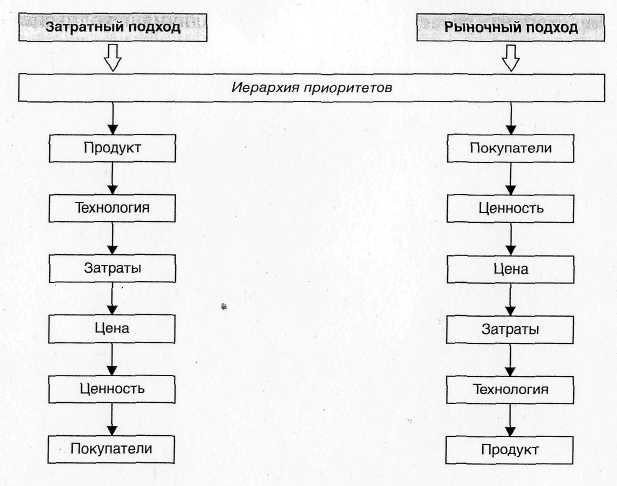 Затратный подход
Рыночный подход
Иерархия приоритетов
Продукт
Технология
Затраты
Цена
Ценность
Покупатели
Покупатели
Ценность
Цена
Затраты
Технология
Продукт